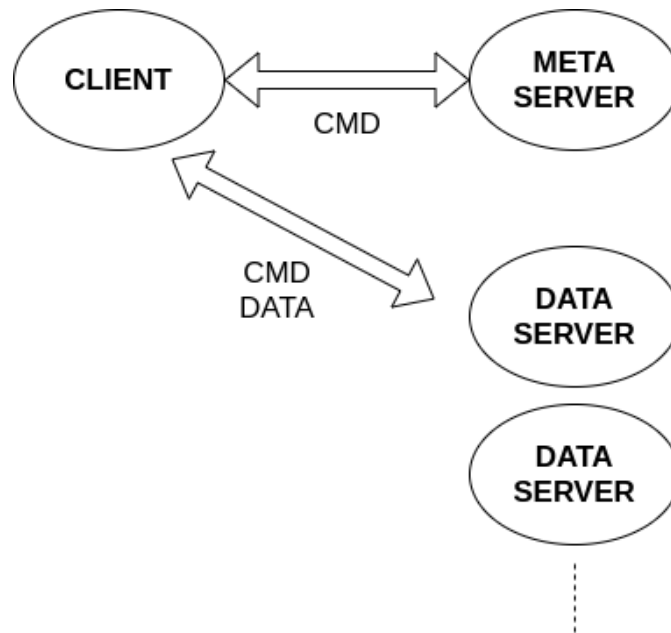 CLIENT
META
SERVER
CMD
CMD
DATA
DATA
SERVER
DATA
SERVER